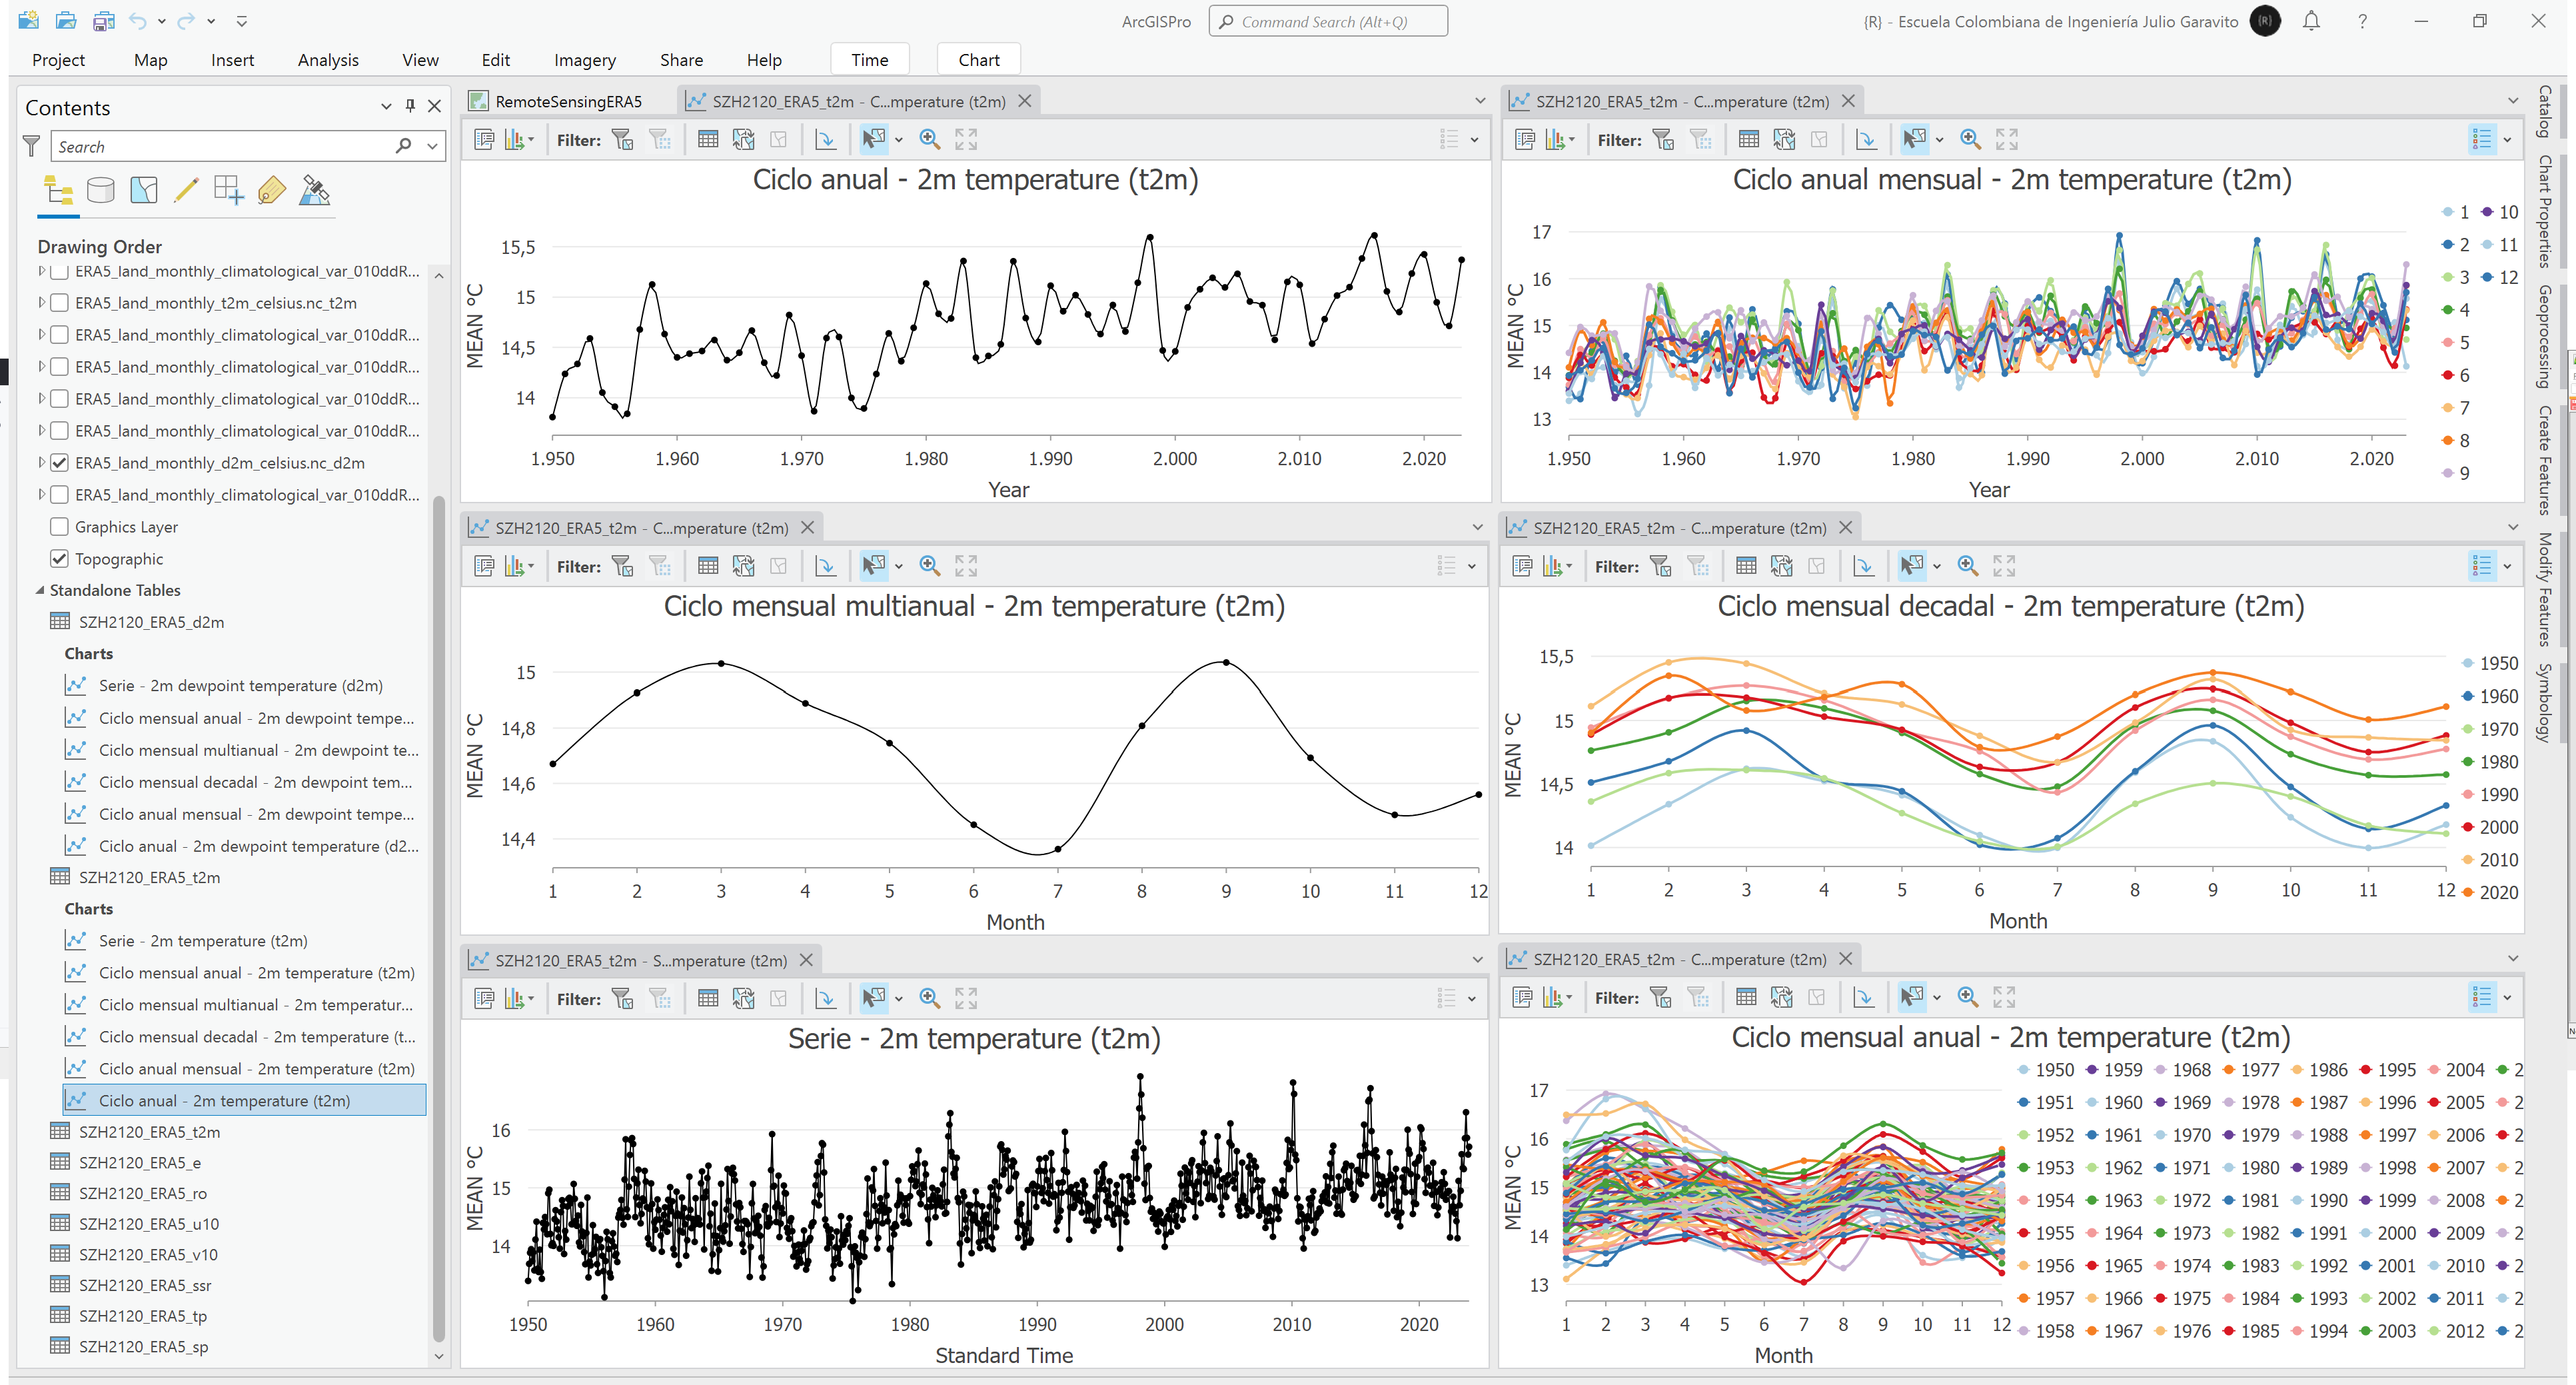 ArcGISPro
Command Search (Alt+Q)
{R} - Escuela Colombiana de Ingeniería Julio Garavito
{R}
?
Project Map Insert Analysis View Edit Imagery Share Help Time Chart
Contents
Search
Drawing Order
ERA5_land_monthly_climatological_var_010ddR...
ERA5_land_monthly_t2m_celsius.nc_t2m
ERA5_land_monthly_climatological_var_010ddR...
ERA5_land_monthly_climatological_var_010ddR...
ERA5_land_monthly_climatological_var_010ddR...
ERA5_land_monthly_climatological_var_010ddR...
ERA5_land_monthly_d2m_celsius.nc_d2m
ERA5_land_monthly_climatological_var_010ddR...
Graphics Layer
Topographic
Standalone Tables
SZH2120_ERA5_d2m
Charts
Serie - 2m dewpoint temperature (d2m)
Ciclo mensual anual - 2m dewpoint tempe...
Ciclo mensual multianual - 2m dewpoint te...
Ciclo mensual decadal - 2m dewpoint tem...
Ciclo anual mensual - 2m dewpoint tempe...
Ciclo anual - 2m dewpoint temperature (d2...
SZH2120_ERA5_t2m
Charts
Serie - 2m temperature (t2m)
Ciclo mensual anual - 2m temperature (t2m)
Ciclo mensual multianual - 2m temperatur...
Ciclo mensual decadal - 2m temperature (t...
Ciclo anual mensual - 2m temperature (t2m)
Ciclo anual - 2m temperature (t2m)
SZH2120_ERA5_t2m
SZH2120_ERA5_e
SZH2120_ERA5_ro
SZH2120_ERA5_u10
SZH2120_ERA5_v10
SZH2120_ERA5_ssr
SZH2120_ERA5_tp
SZH2120_ERA5_sp
RemoteSensingERA5
SZH2120_ERA5_t2m - C...mperature (t2m)
Filter:
Ciclo anual - 2m temperature (t2m)
MEAN °C
15,5
15
14,5
14
1.950 1.960 1.970 1.980 1.990 2.000 2.010 2.020
Year
SZH2120_ERA5_t2m - C...mperature (t2m)
Filter:
Ciclo anual mensual - 2m temperature (t2m)
MEAN °C
17
16
15
14
13
1.950 1.960 1.970 1.980 1.990 2.000 2.010 2.020
Year
1 10
2 11
3 12
4
5
6
7
8
9
SZH2120_ERA5_t2m - C...mperature (t2m)
Filter:
Ciclo mensual multianual - 2m temperature (t2m)
MEAN °C
15
14,8
14,6
14,4
1 2 3 4 5 6 7 8 9 10 11 12
Month
SZH2120_ERA5_t2m - C...mperature (t2m)
Filter:
Ciclo mensual decadal - 2m temperature (t2m)
MEAN °C
15,5
15
14,5
14
1 2 3 4 5 6 7 8 9 10 11 12
Month
1950
1960
1970
1980
1990
2000
2010
2020
SZH2120_ERA5_t2m - S...mperature (t2m)
Filter:
Serie - 2m temperature (t2m)
MEAN °C
16
15
14
1950 1960 1970 1980 1990 2000 2010 2020
Standard Time
SZH2120_ERA5_t2m - C...mperature (t2m)
Filter:
Ciclo mensual anual - 2m temperature (t2m)
MEAN °C
17
16
15
14
13
1 2 3 4 5 6 7 8 9 10 11 12
Month
1950 1959 1968 1977 1986 1995 2004 2
1951 1960 1969 1978 1987 1996 2005 2
1952 1961 1970 1979 1988 1997 2006 2
1953 1962 1971 1980 1989 1998 2007 2
1954 1963 1972 1981 1990 1999 2008 2
1955 1964 1973 1982 1991 2000 2009 2
1956 1965 1974 1983 1992 2001 2010 2
1957 1966 1975 1984 1993 2002 2011 2
1958 1967 1976 1985 1994 2003 2012 2
Catalog
Chart Properties
Geoprocessing
Create Features
Modify Features
Symbology